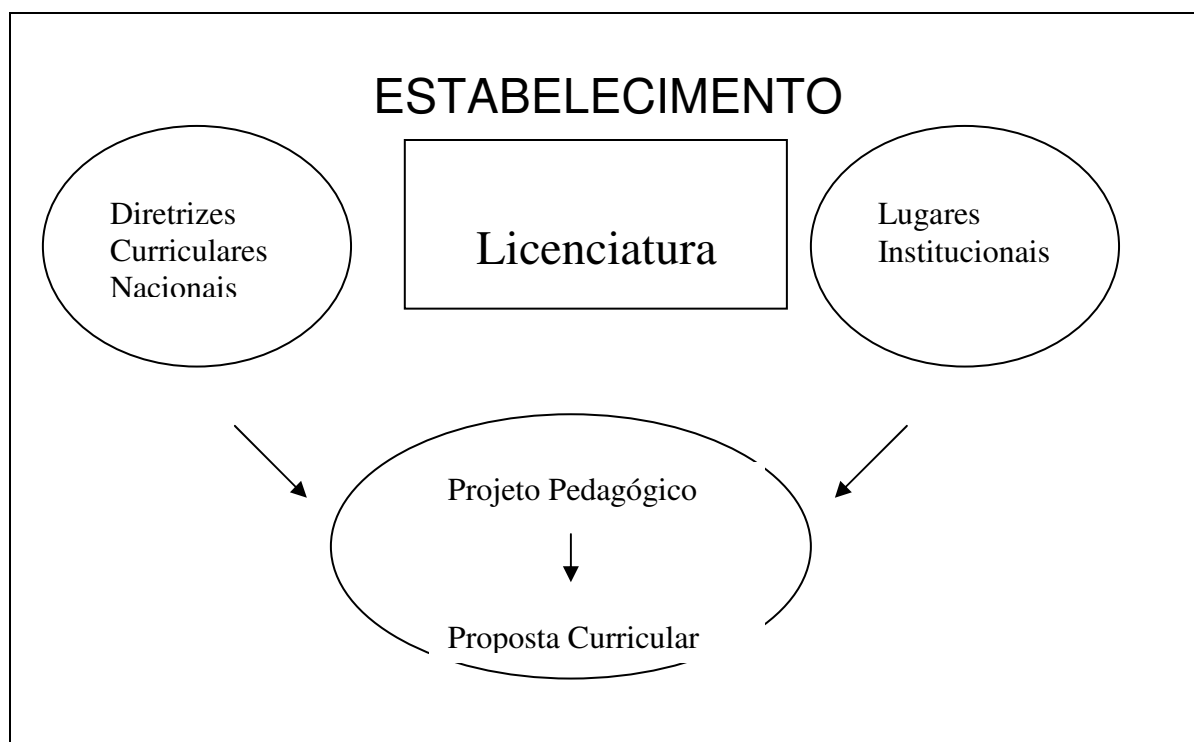 ESTABELECIMENTO
Diretrizes
Curriculares
Nacionais
Licenciatura
Lugares
Institucionais
Projeto Pedagógico
Proposta Curricular